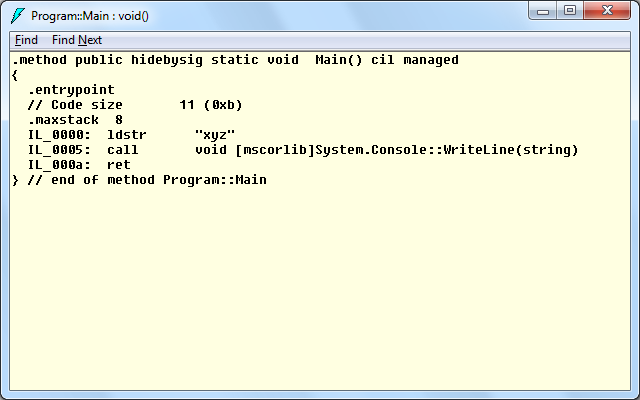 Program::Main : void()
Find Find Next
.method public hidebysig static void  Main() cil managed
{
  .entrypoint
  // Code size       11 (0xb)
  .maxstack  8
  IL_0000:  ldstr      "xyz"
  IL_0005:  call       void [mscorlib]System.Console::WriteLine(string)
  IL_000a:  ret
} // end of method Program::Main